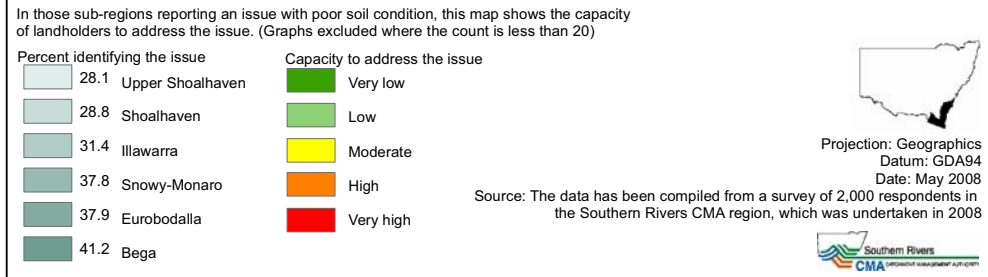 In those sub-regions reporting an issue with poor soil condition, this map shows the capacity
of landholders to address the issue. (Graphs excluded where the count is less than 20)
Percent identifying the issue
28.1 Upper Shoalhaven
28.8 Shoalhaven
31.4 Illawarra
37.8 Snowy-Monaro
37.9 Eurobodalla
41.2 Bega
Capacity to address the issue
Very low
Low
Moderate
High
Very high
Projection: Geographics
Datum: GDA94
Date: May 2008
Source: The data has been compiled from a survey of 2,000 respondents in
the Southern Rivers CMA region, which was undertaken in 2008
Southern Rivers
CMA CATCHMENT MANAGEMENT AUTHORITY